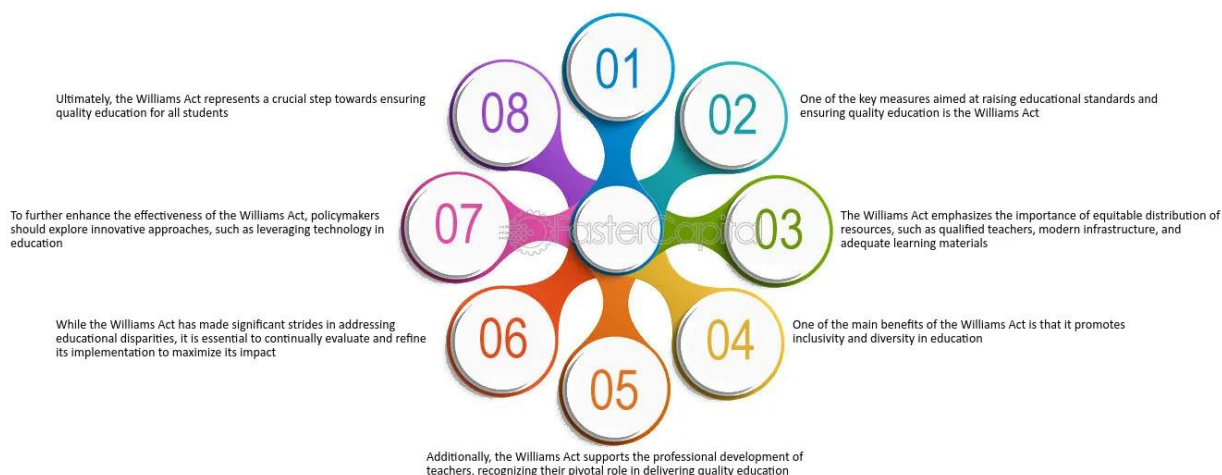 01
02
One of the key measures aimed at raising educational standards and
ensuring quality education is the Williams Act
03
The Williams Act emphasizes the importance of equitable distribution of
resources, such as qualified teachers, modern infrastructure, and
adequate learning materials
04
One of the main benefits of the Williams Act is that it promotes
inclusivity and diversity in education
05
Additionally, the Williams Act supports the professional development of
teachers, recognizing their pivotal role in delivering quality education
06
While the Williams Act has made significant strides in addressing
educational disparities, it is essential to continually evaluate and refine
its implementation to maximize its impact
07
To further enhance the effectiveness of the Williams Act, policymakers
should explore innovative approaches, such as leveraging technology in
education
08
Ultimately, the Williams Act represents a crucial step towards ensuring
quality education for all students
FasterCapital